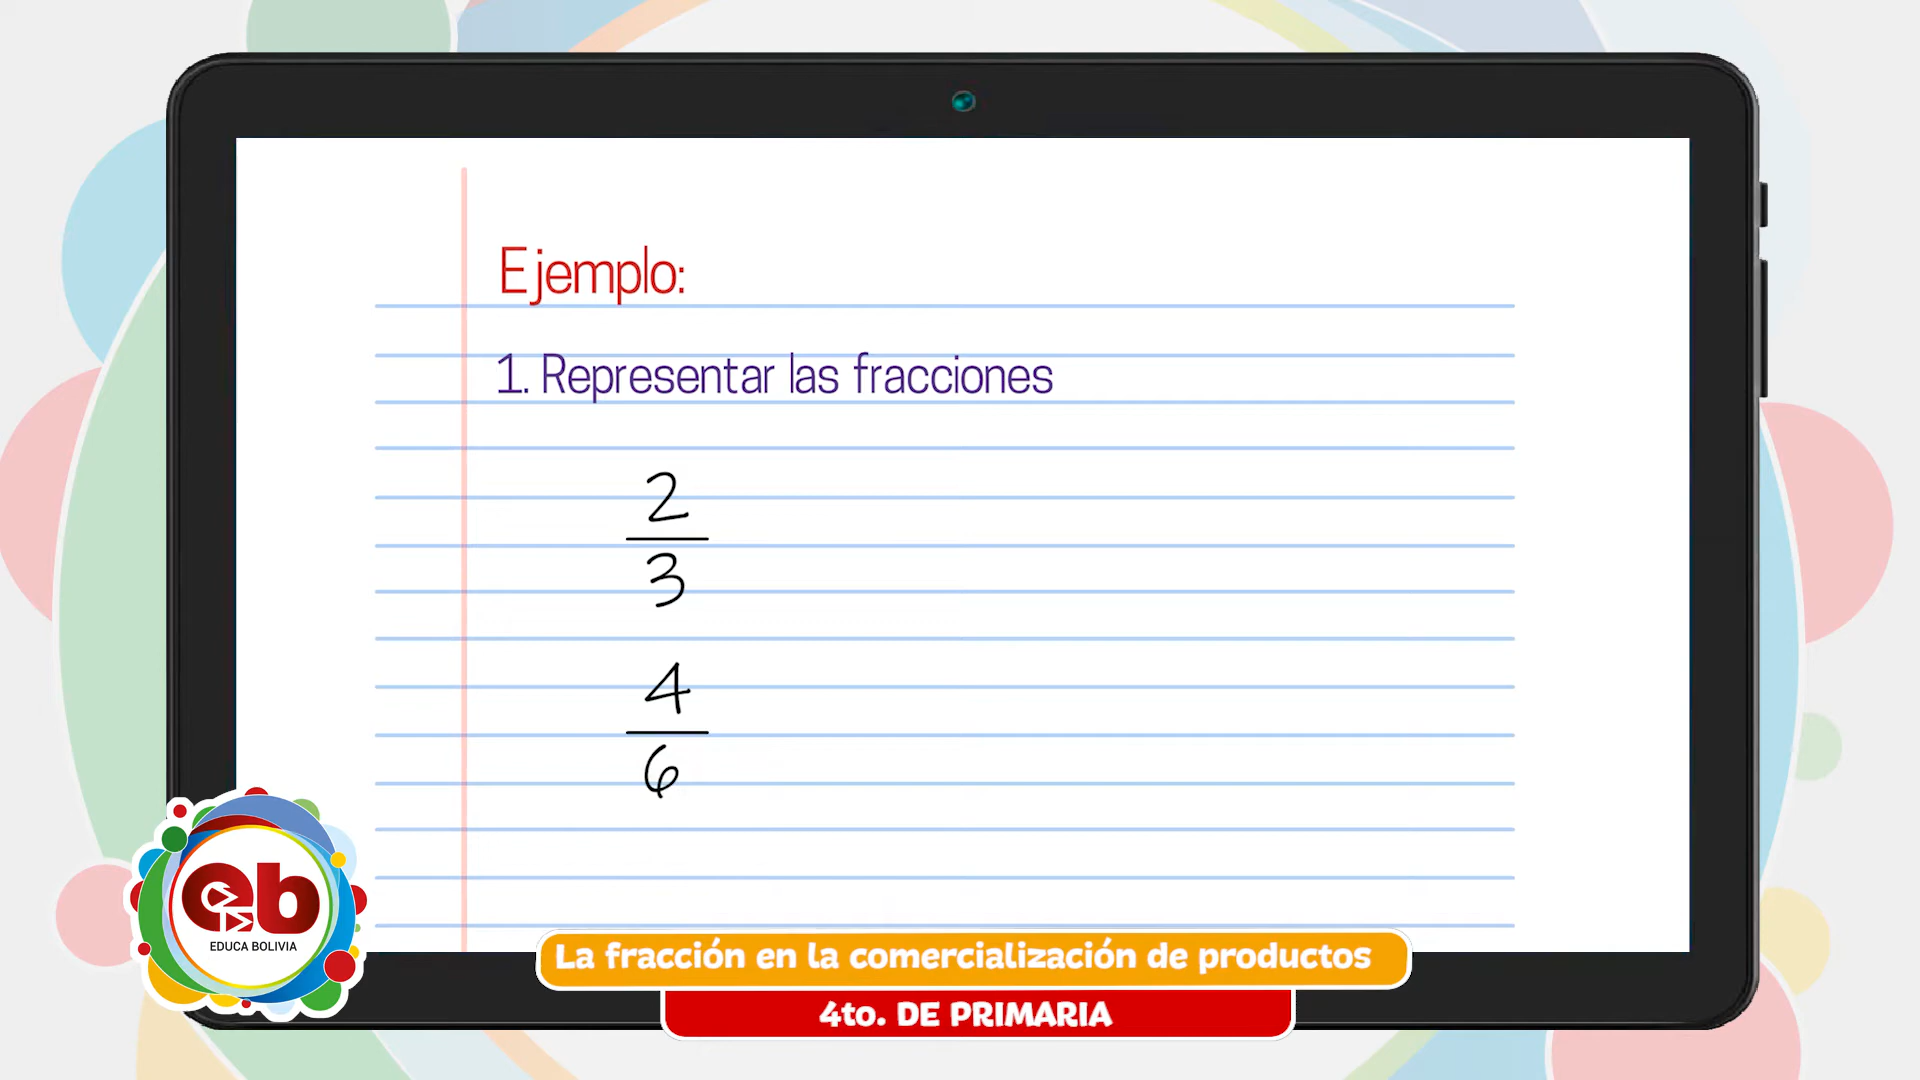 Ejemplo:
1. Representar las fracciones
2
3
4
6
eb
EDUCA BOLIVIA
La fracción en la comercialización de productos
4to. DE PRIMARIA